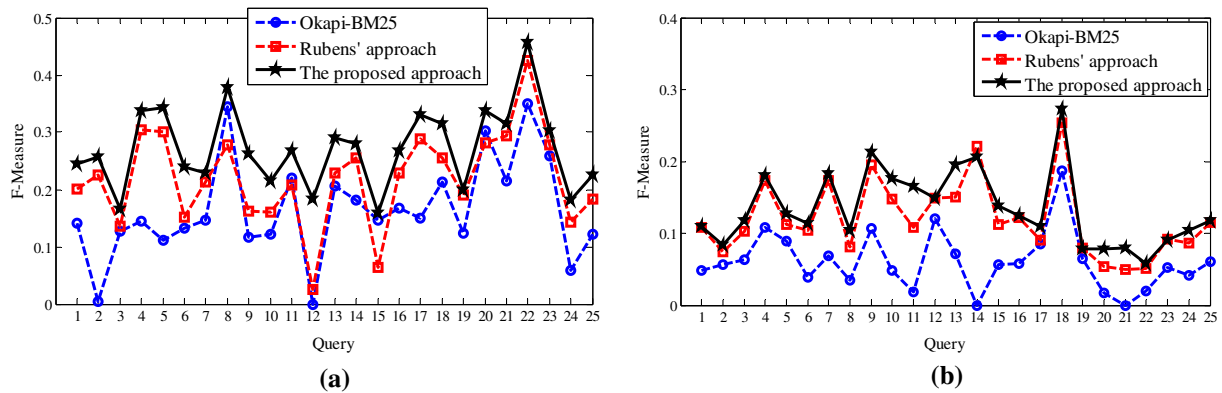 0.5
0.4
0.3
0.2
0.1
0
F-Measure
Okapi-BM25
Rubens' approach
The proposed approach
1 2 3 4 5 6 7 8 9 10 11 12 13 14 15 16 17 18 19 20 21 22 23 24 25
Query
(a)
0.4
0.3
0.2
0.1
0
F-Measure
Okapi-BM25
Rubens' approach
The proposed approach
1 2 3 4 5 6 7 8 9 10 11 12 13 14 15 16 17 18 19 20 21 22 23 24 25
Query
(b)